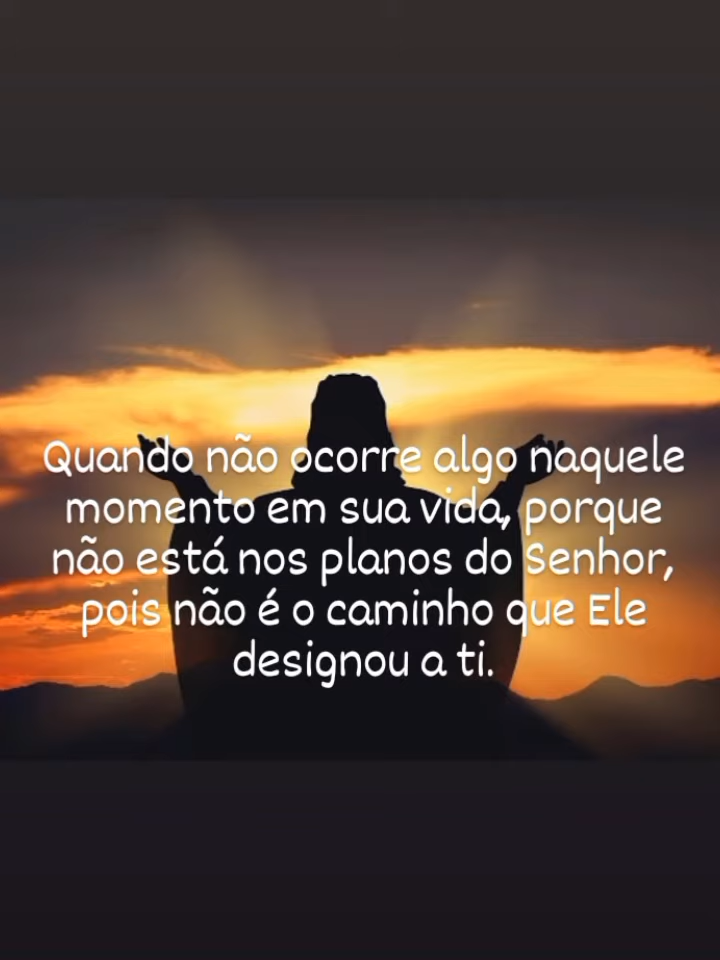 Quando não ocorre algo naquele
momento em sua vida, porque
não está nos planos do Senhor,
pois não é o caminho que Ele
designou a ti.